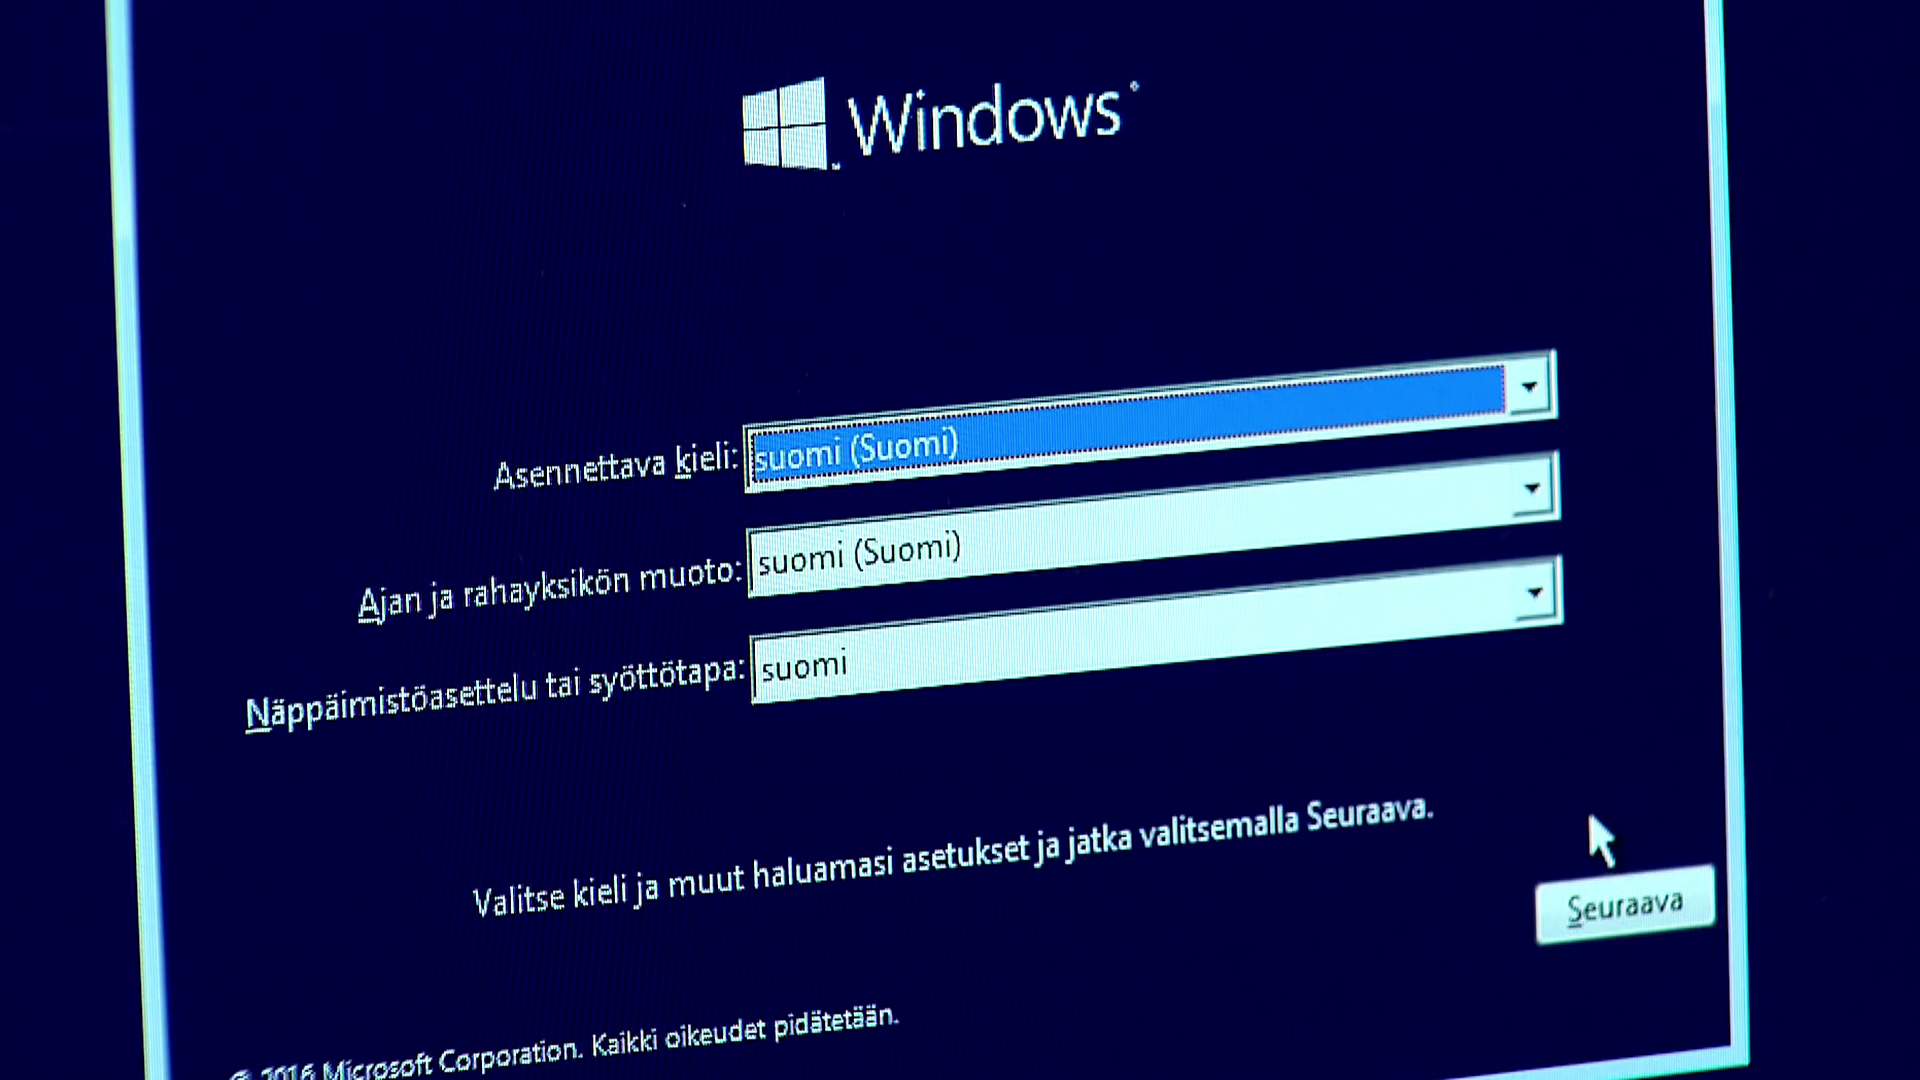 Windows
Asennettava kieli: suomi (Suomi)
Ajan ja rahayksikön muoto: suomi (Suomi)
Näppäimistöasettelu tai syöttötapa: suomi
Valitse kieli ja muut haluamasi asetukset ja jatka valitsemalla Seuraava.
Seuraava
© 2016 Microsoft Corporation. Kaikki oikeudet pidätetään.